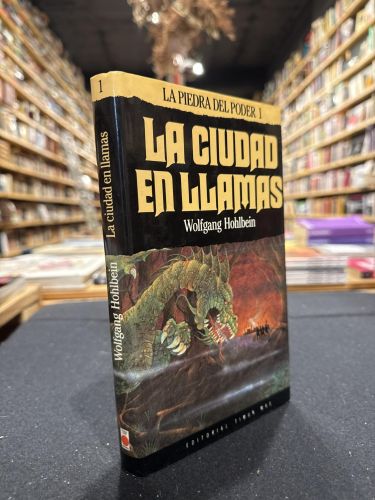 1
La ciudad en llamas
Wolfgang Hohlbein
LA PIEDRA DEL PODER 1
LA CIUDAD
EN LLAMAS
Wolfgang Hohlbein
EDITORIAL TIMUN MAS